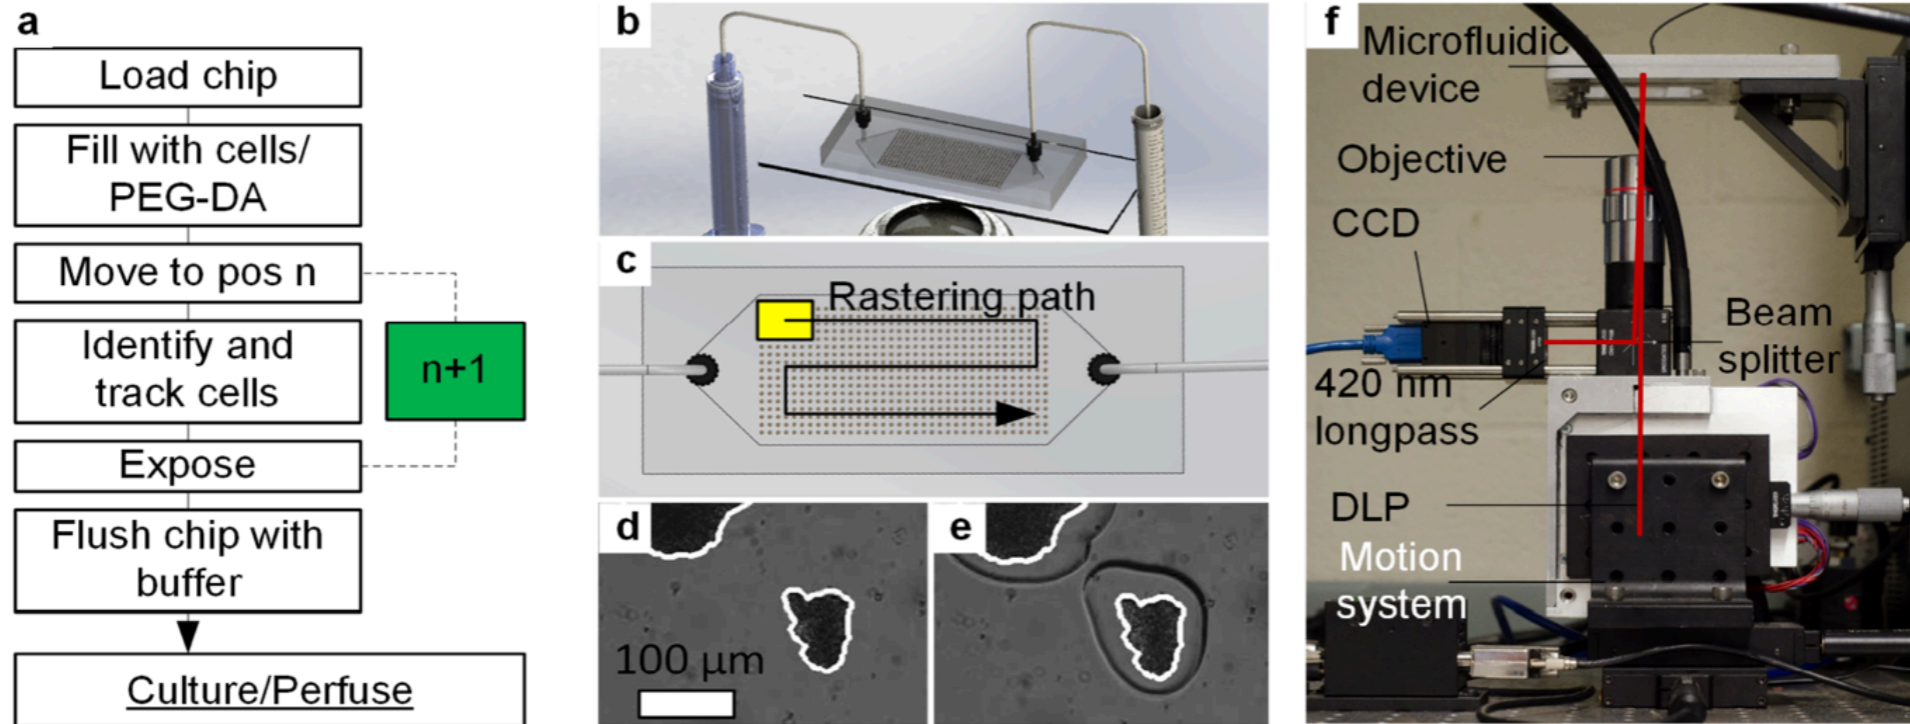 a
Load chip
Fill with cells/
PEG-DA
Move to pos n
Identify and
track cells
n+1
Expose
Flush chip with
buffer
Culture/Perfuse
b
c
Rastering path
d
100 µm
e
f
Microfluidic
device
Objective
CCD
Beam
splitter
420 nm
longpass
DLP
Motion
system